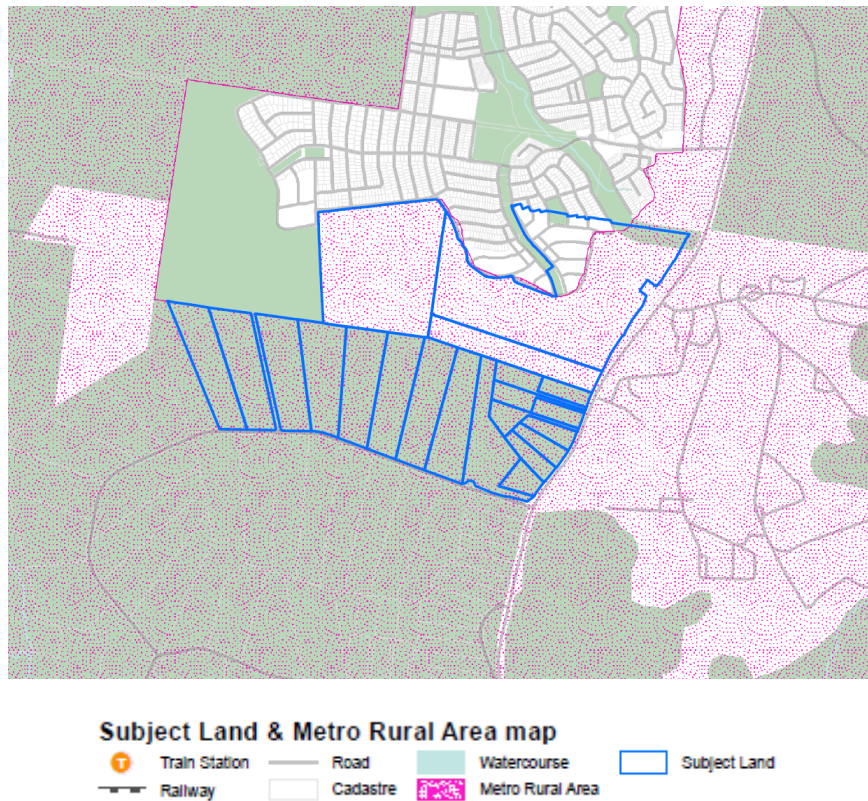 Subject Land & Metro Rural Area map
T Train Station Road Watercourse Subject Land
Railway Cadastre Metro Rural Area